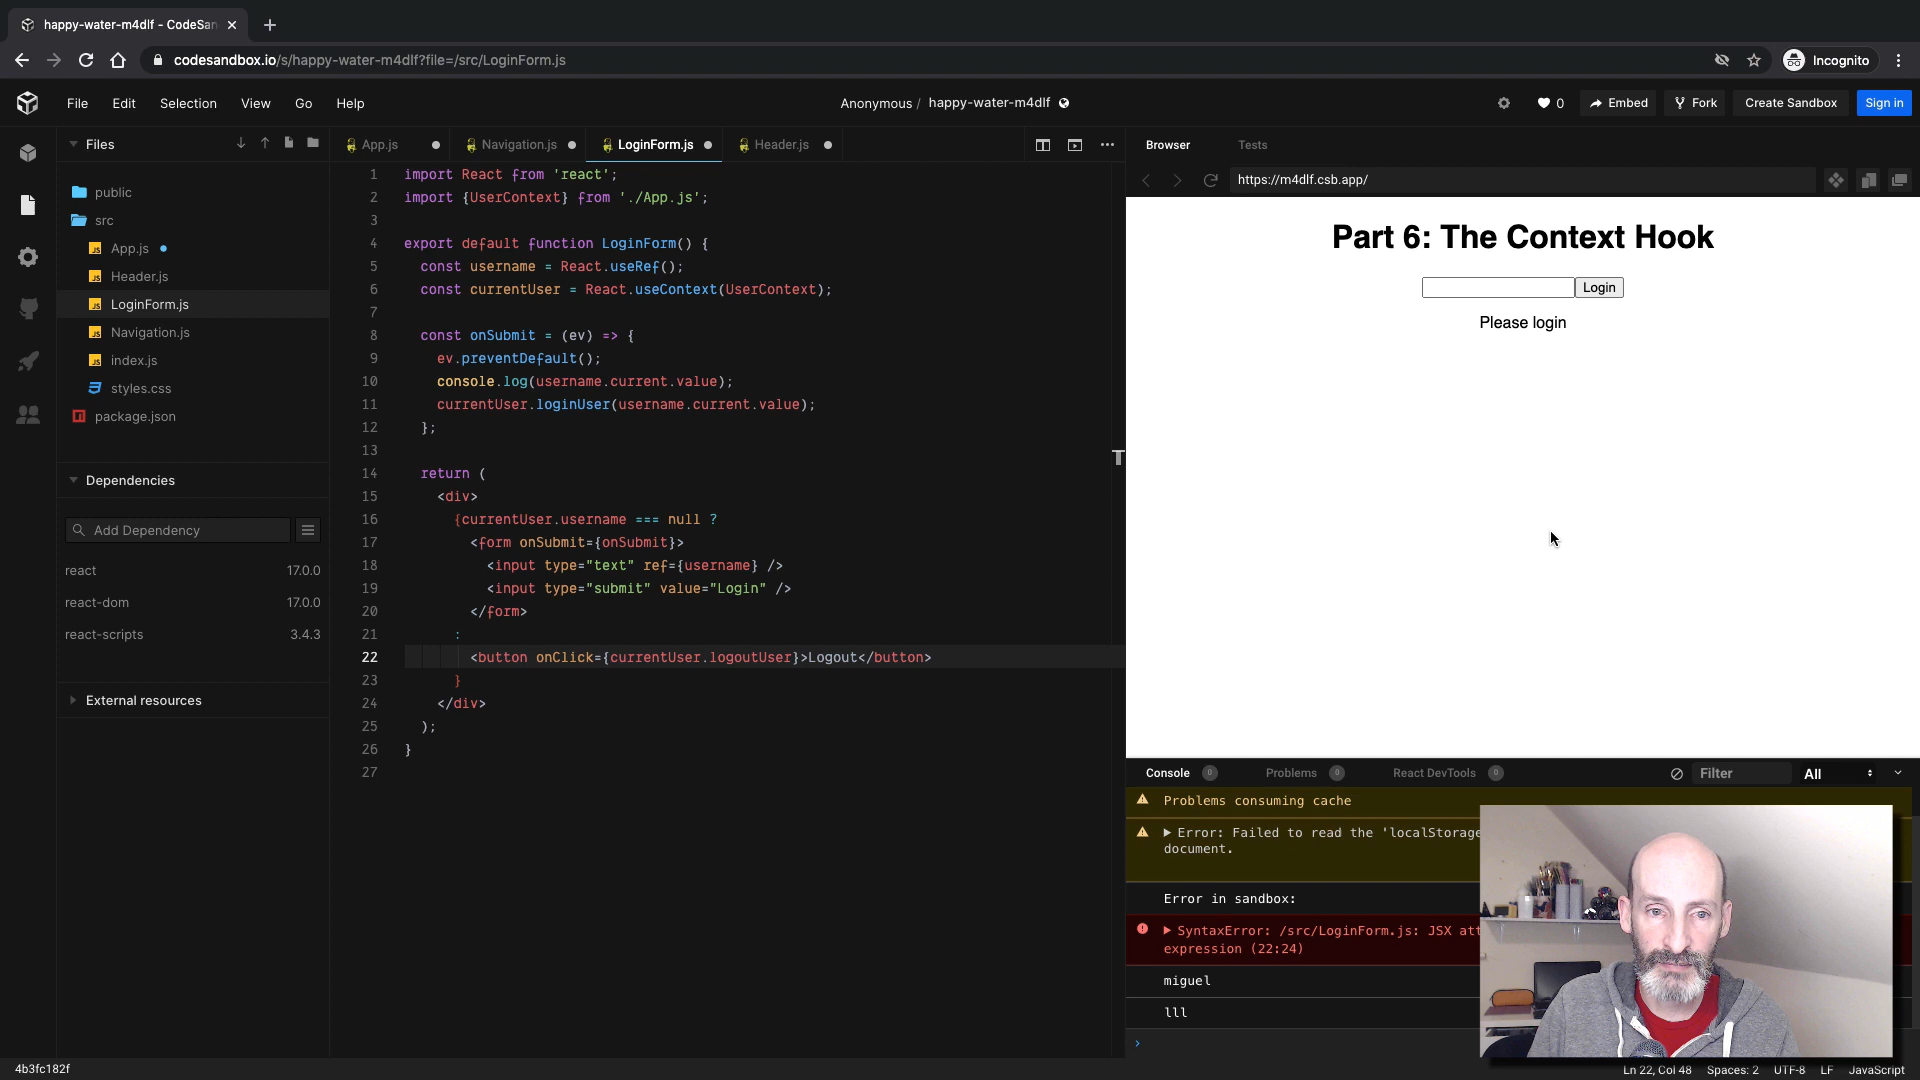 happy-water-m4dlf - CodeSan
codesandbox.io/s/happy-water-m4dlf?file=/src/LoginForm.js
Incognito
File Edit Selection View Go Help
Anonymous / happy-water-m4dlf
0
Embed
Fork
Create Sandbox
Sign in
Files
public
src
App.js
Header.js
LoginForm.js
Navigation.js
index.js
styles.css
package.json
Dependencies
Add Dependency
react 17.0.0
react-dom 17.0.0
react-scripts 3.4.3
External resources
App.js Navigation.js LoginForm.js Header.js
1 import React from 'react';
2 import {UserContext} from './App.js';
3
4 export default function LoginForm() {
5 const username = React.useRef();
6 const currentUser = React.useContext(UserContext);
7
8 const onSubmit = (ev) => {
9 ev.preventDefault();
10 console.log(username.current.value);
11 currentUser.loginUser(username.current.value);
12 };
13
14 return (
15 <div>
16 {currentUser.username === null ?
17 <form onSubmit={onSubmit}>
18 <input type="text" ref={username} />
19 <input type="submit" value="Login" />
20 </form>
21 :
22 <button onClick={currentUser.logoutUser}>Logout</button>
23 }
24 </div>
25 );
26 }
27
Browser Tests
https://m4dlf.csb.app/
Part 6: The Context Hook
Login
Please login
Console 0 Problems 0 React DevTools 0 Filter All
Problems consuming cache
Error: Failed to read the 'localStorage
document.
Error in sandbox:
SyntaxError: /src/LoginForm.js: JSX att
expression (22:24)
miguel
lll
4b3fc182f
Ln 22, Col 48 Spaces: 2 UTF-8 LF JavaScript